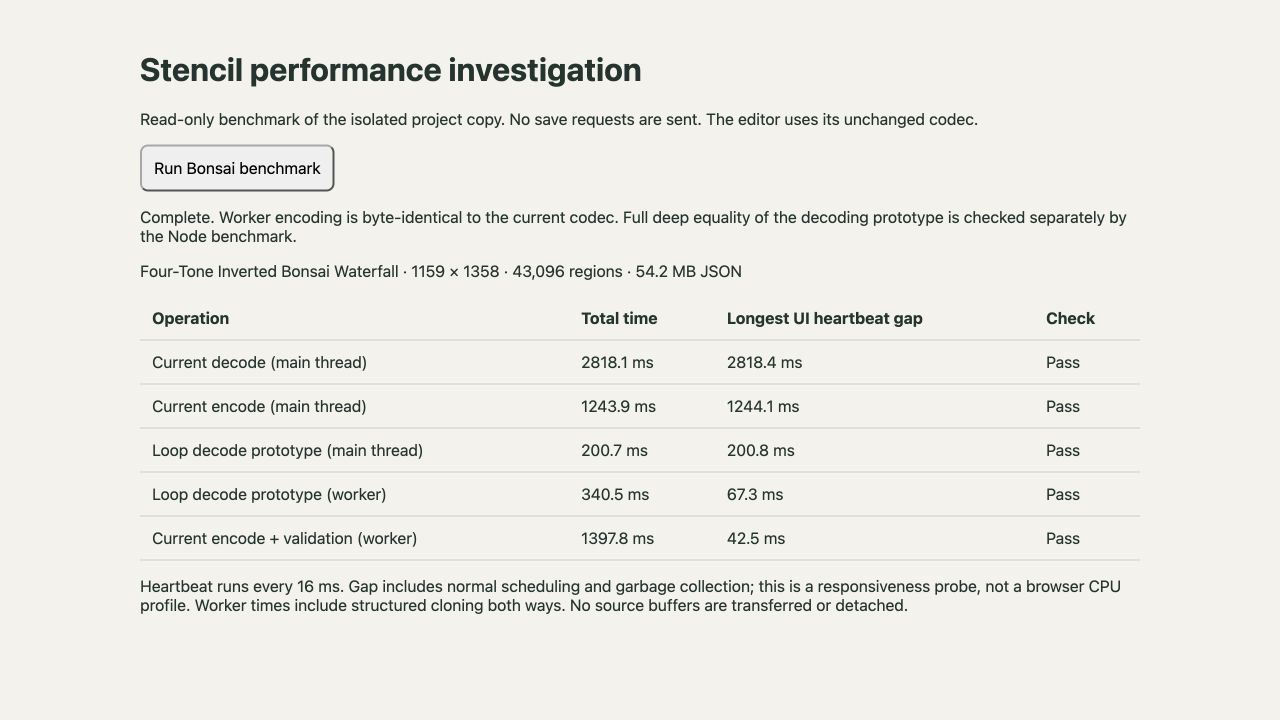 Stencil performance investigation
Read-only benchmark of the isolated project copy. No save requests are sent. The editor uses its unchanged codec.
Run Bonsai benchmark
Complete. Worker encoding is byte-identical to the current codec. Full deep equality of the decoding prototype is checked separately by
the Node benchmark.
Four-Tone Inverted Bonsai Waterfall · 1159 × 1358 · 43,096 regions · 54.2 MB JSON
Operation Total time Longest UI heartbeat gap Check
Current decode (main thread) 2818.1 ms 2818.4 ms Pass
Current encode (main thread) 1243.9 ms 1244.1 ms Pass
Loop decode prototype (main thread) 200.7 ms 200.8 ms Pass
Loop decode prototype (worker) 340.5 ms 67.3 ms Pass
Current encode + validation (worker) 1397.8 ms 42.5 ms Pass
Heartbeat runs every 16 ms. Gap includes normal scheduling and garbage collection; this is a responsiveness probe, not a browser CPU
profile. Worker times include structured cloning both ways. No source buffers are transferred or detached.